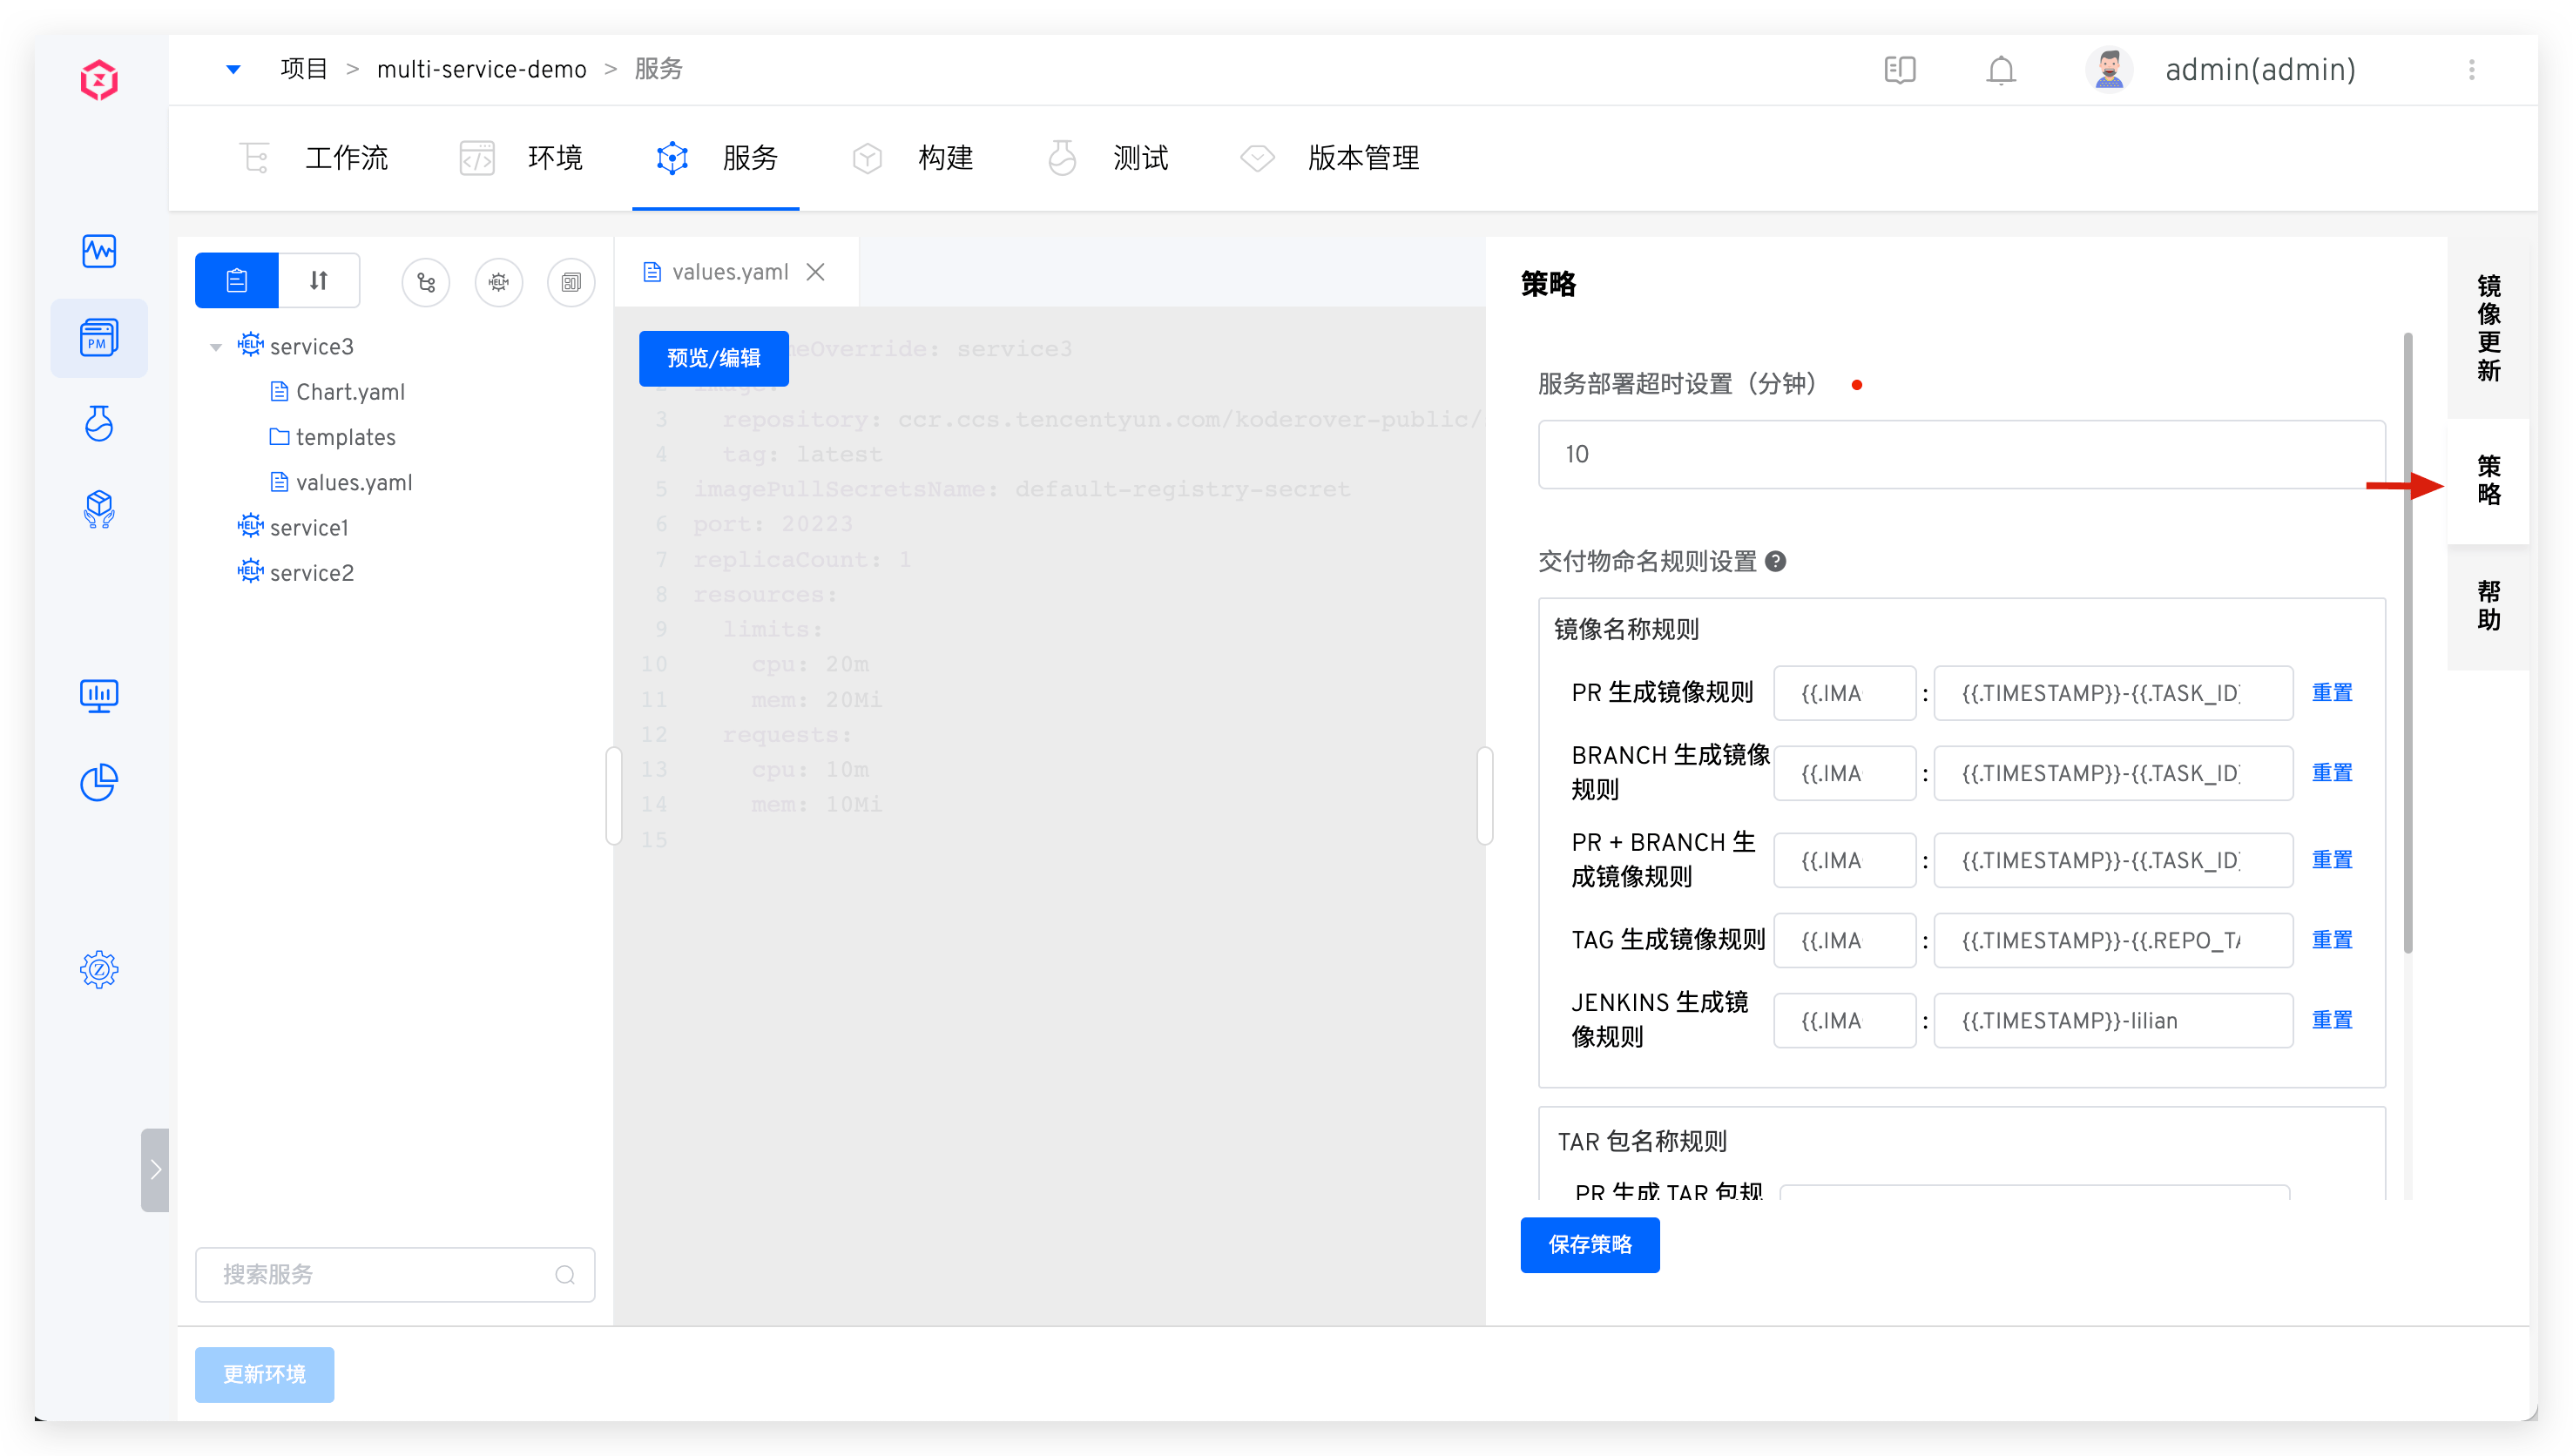 项目 > multi-service-demo > 服务
admin(admin)
工作流 环境 服务 构建 测试 版本管理
service3
Chart.yaml
templates
values.yaml
service1
service2
搜索服务
更新环境
values.yaml
预览/编辑
eOverride: service3
3 repository: ccr.ccs.tencentyun.com/koderover-public/
4 tag: latest
5 imagePullSecretsName: default-registry-secret
6 port: 20223
7 replicaCount: 1
8 resources:
9 limits:
10 cpu: 20m
11 mem: 20Mi
12 requests:
13 cpu: 10m
14 mem: 10Mi
15
策略
服务部署超时设置（分钟）
10
交付物命名规则设置
镜像名称规则
PR 生成镜像规则 {{.IMA : {{.TIMESTAMP}}-{{.TASK_ID} 重置
BRANCH 生成镜像
规则 {{.IMA : {{.TIMESTAMP}}-{{.TASK_ID} 重置
PR + BRANCH 生
成镜像规则 {{.IMA : {{.TIMESTAMP}}-{{.TASK_ID} 重置
TAG 生成镜像规则 {{.IMA : {{.TIMESTAMP}}-{{.REPO_TA 重置
JENKINS 生成镜
像规则 {{.IMA : {{.TIMESTAMP}}-lilian 重置
TAR 包名称规则
PR 生成 TAR 包规
保存策略
镜像更新
策略
帮助
PM
HELM
HELM
HELM
HELM